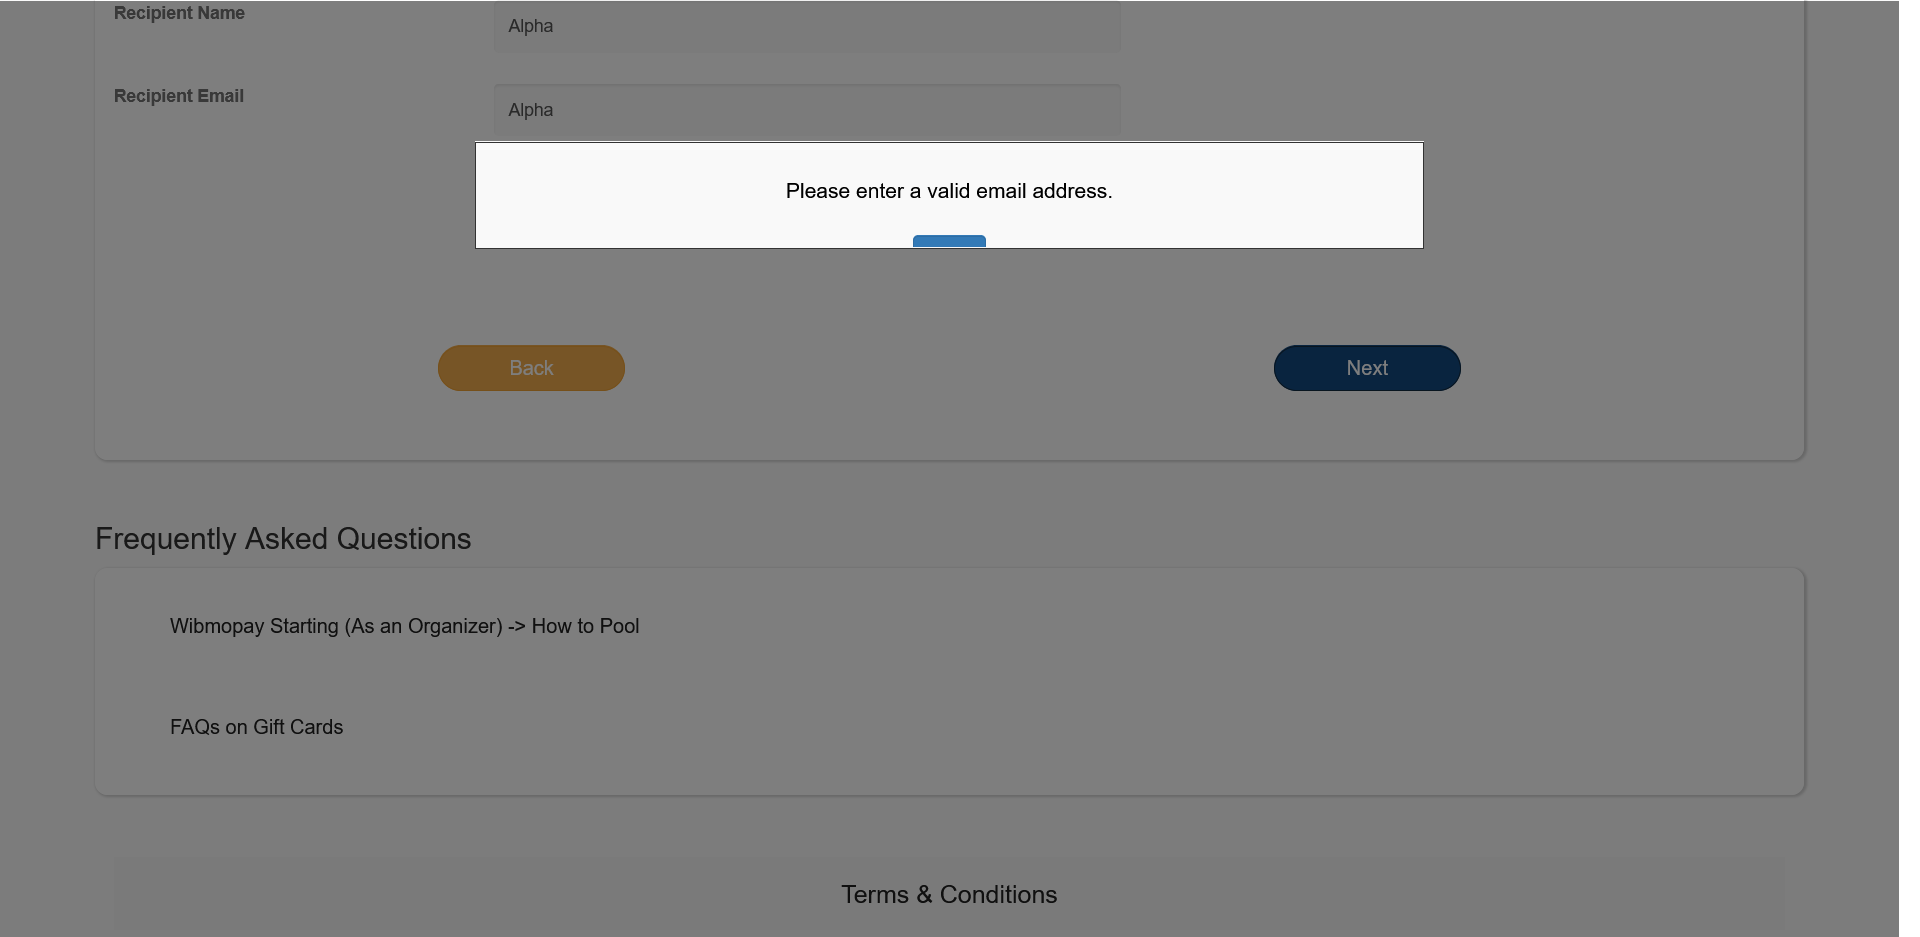 Recipient Name
Alpha
Recipient Email
Alpha
Please enter a valid email address.
Back
Next
Frequently Asked Questions
Wibmopay Starting (As an Organizer) -> How to Pool
FAQs on Gift Cards
Terms & Conditions